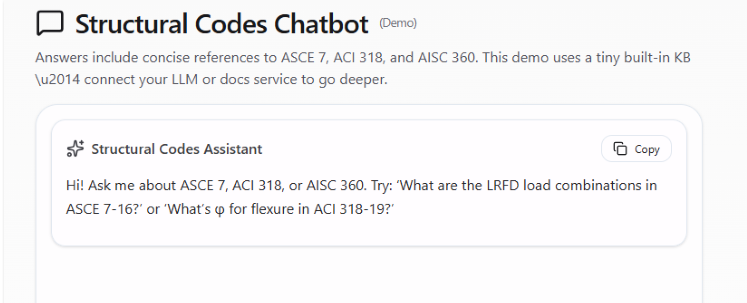 Structural Codes Chatbot (Demo)
Answers include concise references to ASCE 7, ACI 318, and AISC 360. This demo uses a tiny built-in KB
\u2014 connect your LLM or docs service to go deeper.
Structural Codes Assistant
Copy
Hi! Ask me about ASCE 7, ACI 318, or AISC 360. Try: ‘What are the LRFD load combinations in
ASCE 7-16?’ or ‘What’s φ for flexure in ACI 318-19?’